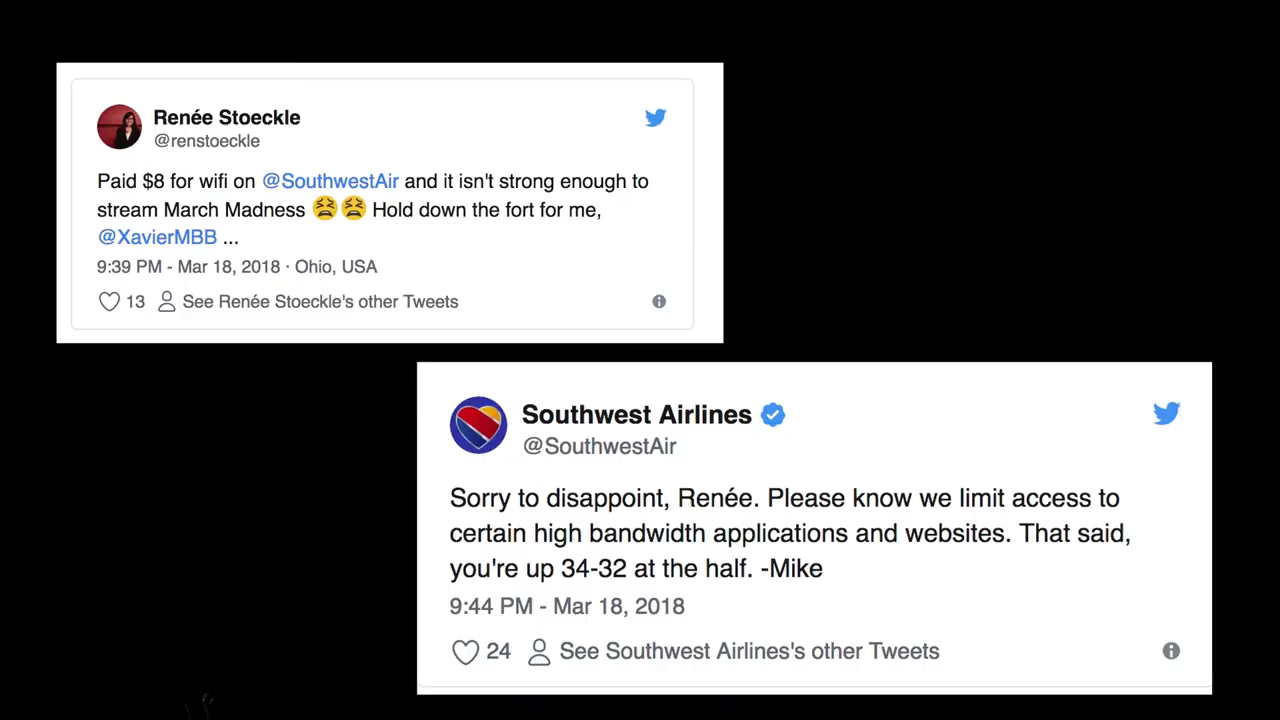 Renée Stoeckle
@renstoeckle
Paid $8 for wifi on @SouthwestAir and it isn't strong enough to
stream March Madness 😫😫 Hold down the fort for me,
@XavierMBB ...
9:39 PM - Mar 18, 2018 · Ohio, USA
13 See Renée Stoeckle's other Tweets
Southwest Airlines
@SouthwestAir
Sorry to disappoint, Renée. Please know we limit access to
certain high bandwidth applications and websites. That said,
you're up 34-32 at the half. -Mike
9:44 PM - Mar 18, 2018
24 See Southwest Airlines's other Tweets